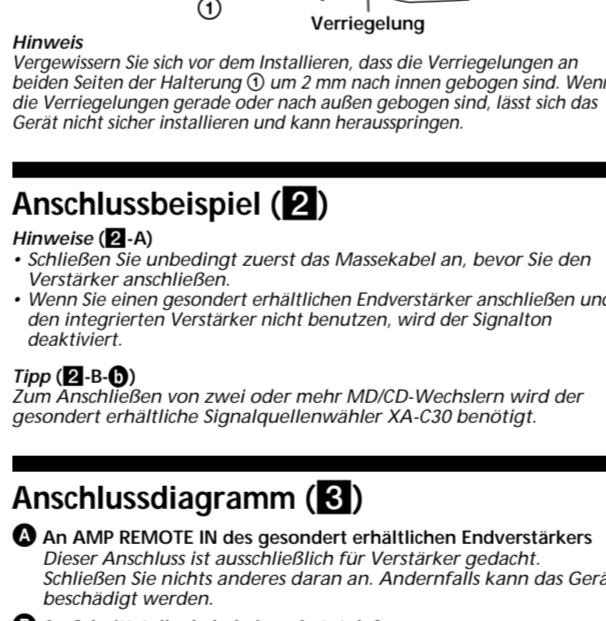 ①
Verriegelung
Hinweis
Vergewissern Sie sich vor dem Installieren, dass die Verriegelungen an
beiden Seiten der Halterung ① um 2 mm nach innen gebogen sind. Wenn
die Verriegelungen gerade oder nach außen gebogen sind, lässt sich das
Gerät nicht sicher installieren und kann herausspringen.
Anschlussbeispiel (2)
Hinweise (2-A)
• Schließen Sie unbedingt zuerst das Massekabel an, bevor Sie den
Verstärker anschließen.
• Wenn Sie einen gesondert erhältlichen Endverstärker anschließen und
den integrierten Verstärker nicht benutzen, wird der Signalton
deaktiviert.
Tipp (2-B-b)
Zum Anschließen von zwei oder mehr MD/CD-Wechslern wird der
gesondert erhältliche Signalquellenwähler XA-C30 benötigt.
Anschlussdiagramm (3)
A An AMP REMOTE IN des gesondert erhältlichen Endverstärkers
Dieser Anschluss ist ausschließlich für Verstärker gedacht.
Schließen Sie nichts anderes daran an. Andernfalls kann das Gerä
beschädigt werden.